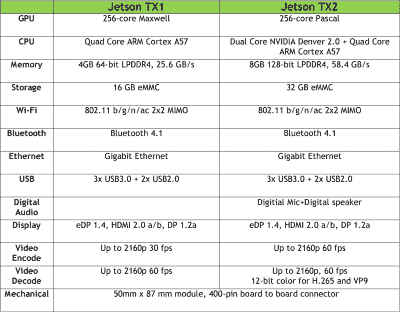 Jetson TX1 Jetson TX2
GPU 256-core Maxwell 256-core Pascal
CPU Quad Core ARM Cortex A57 Dual Core NVIDIA Denver 2.0 + Quad Core
ARM Cortex A57
Memory 4GB 64-bit LPDDR4, 25.6 GB/s 8GB 128-bit LPDDR4, 58.4 GB/s
Storage 16 GB eMMC 32 GB eMMC
Wi-Fi 802.11 b/g/n/ac 2x2 MIMO 802.11 b/g/n/ac 2x2 MIMO
Bluetooth Bluetooth 4.1 Bluetooth 4.1
Ethernet Gigabit Ethernet Gigabit Ethernet
USB 3x USB3.0 + 2x USB2.0 3x USB3.0 + 2x USB2.0
Digital Digitial Mic+Digital speaker
Audio
Display eDP 1.4, HDMI 2.0 a/b, DP 1.2a eDP 1.4, HDMI 2.0 a/b, DP 1.2a
Video Up to 2160p 30 fps Up to 2160p 60 fps
Encode
Video Up to 2160p 60 fps Up to 2160p, 60 fps
Decode 12-bit color for H.265 and VP9
Mechanical 50mm x 87 mm module, 400-pin board to board connector